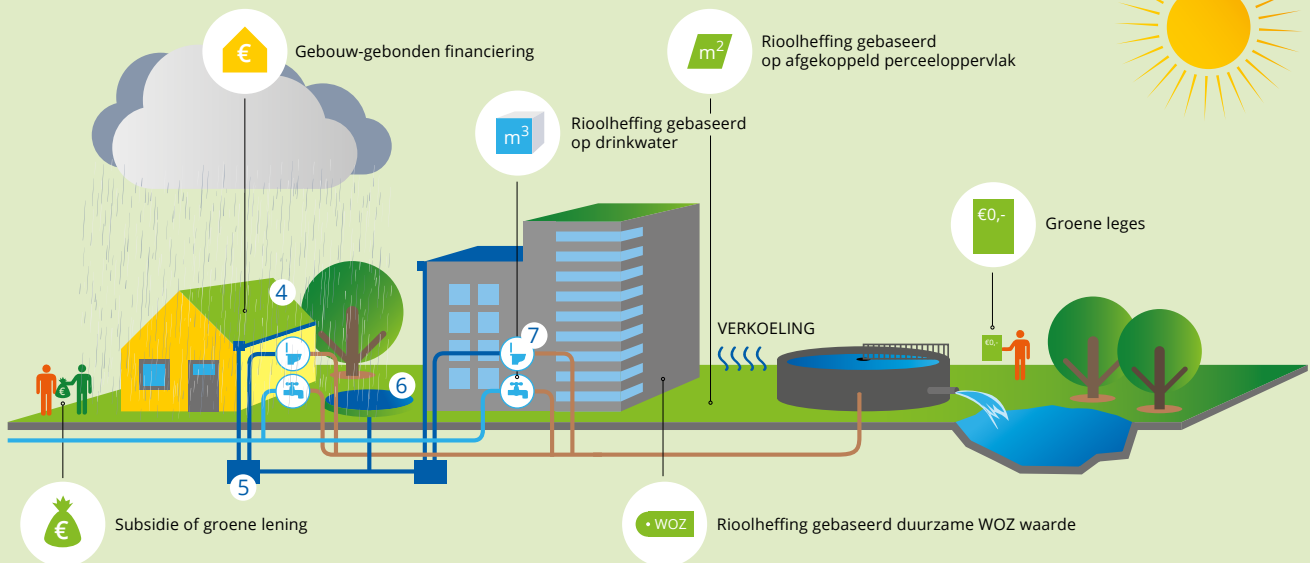 €
Gebouw-gebonden financiering
m²
Rioolheffing gebaseerd
op afgekoppeld perceeloppervlak
m³
Rioolheffing gebaseerd
op drinkwater
€0,-
Groene leges
4
7
VERKOELING
€0,-
€
6
5
€
Subsidie of groene lening
• WOZ
Rioolheffing gebaseerd duurzame WOZ waarde